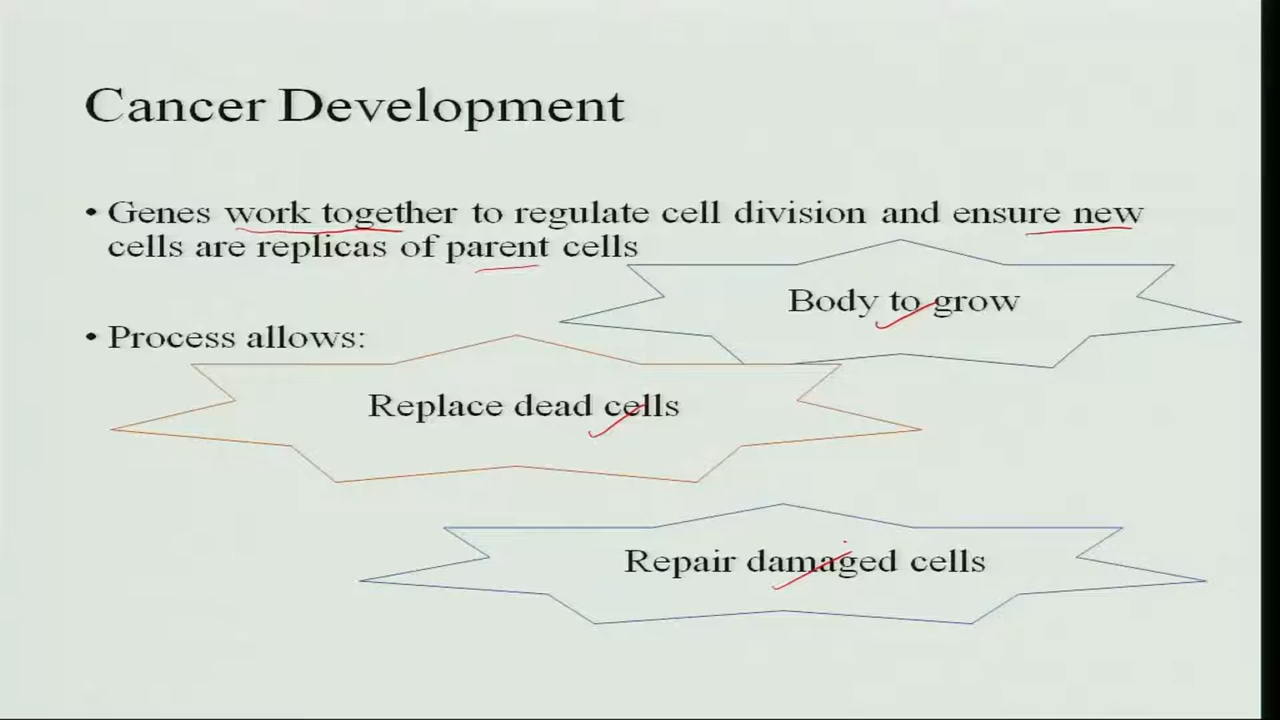 Cancer Development
• Genes work together to regulate cell division and ensure new
cells are replicas of parent cells
Body to grow
• Process allows:
Replace dead cells
Repair damaged cells